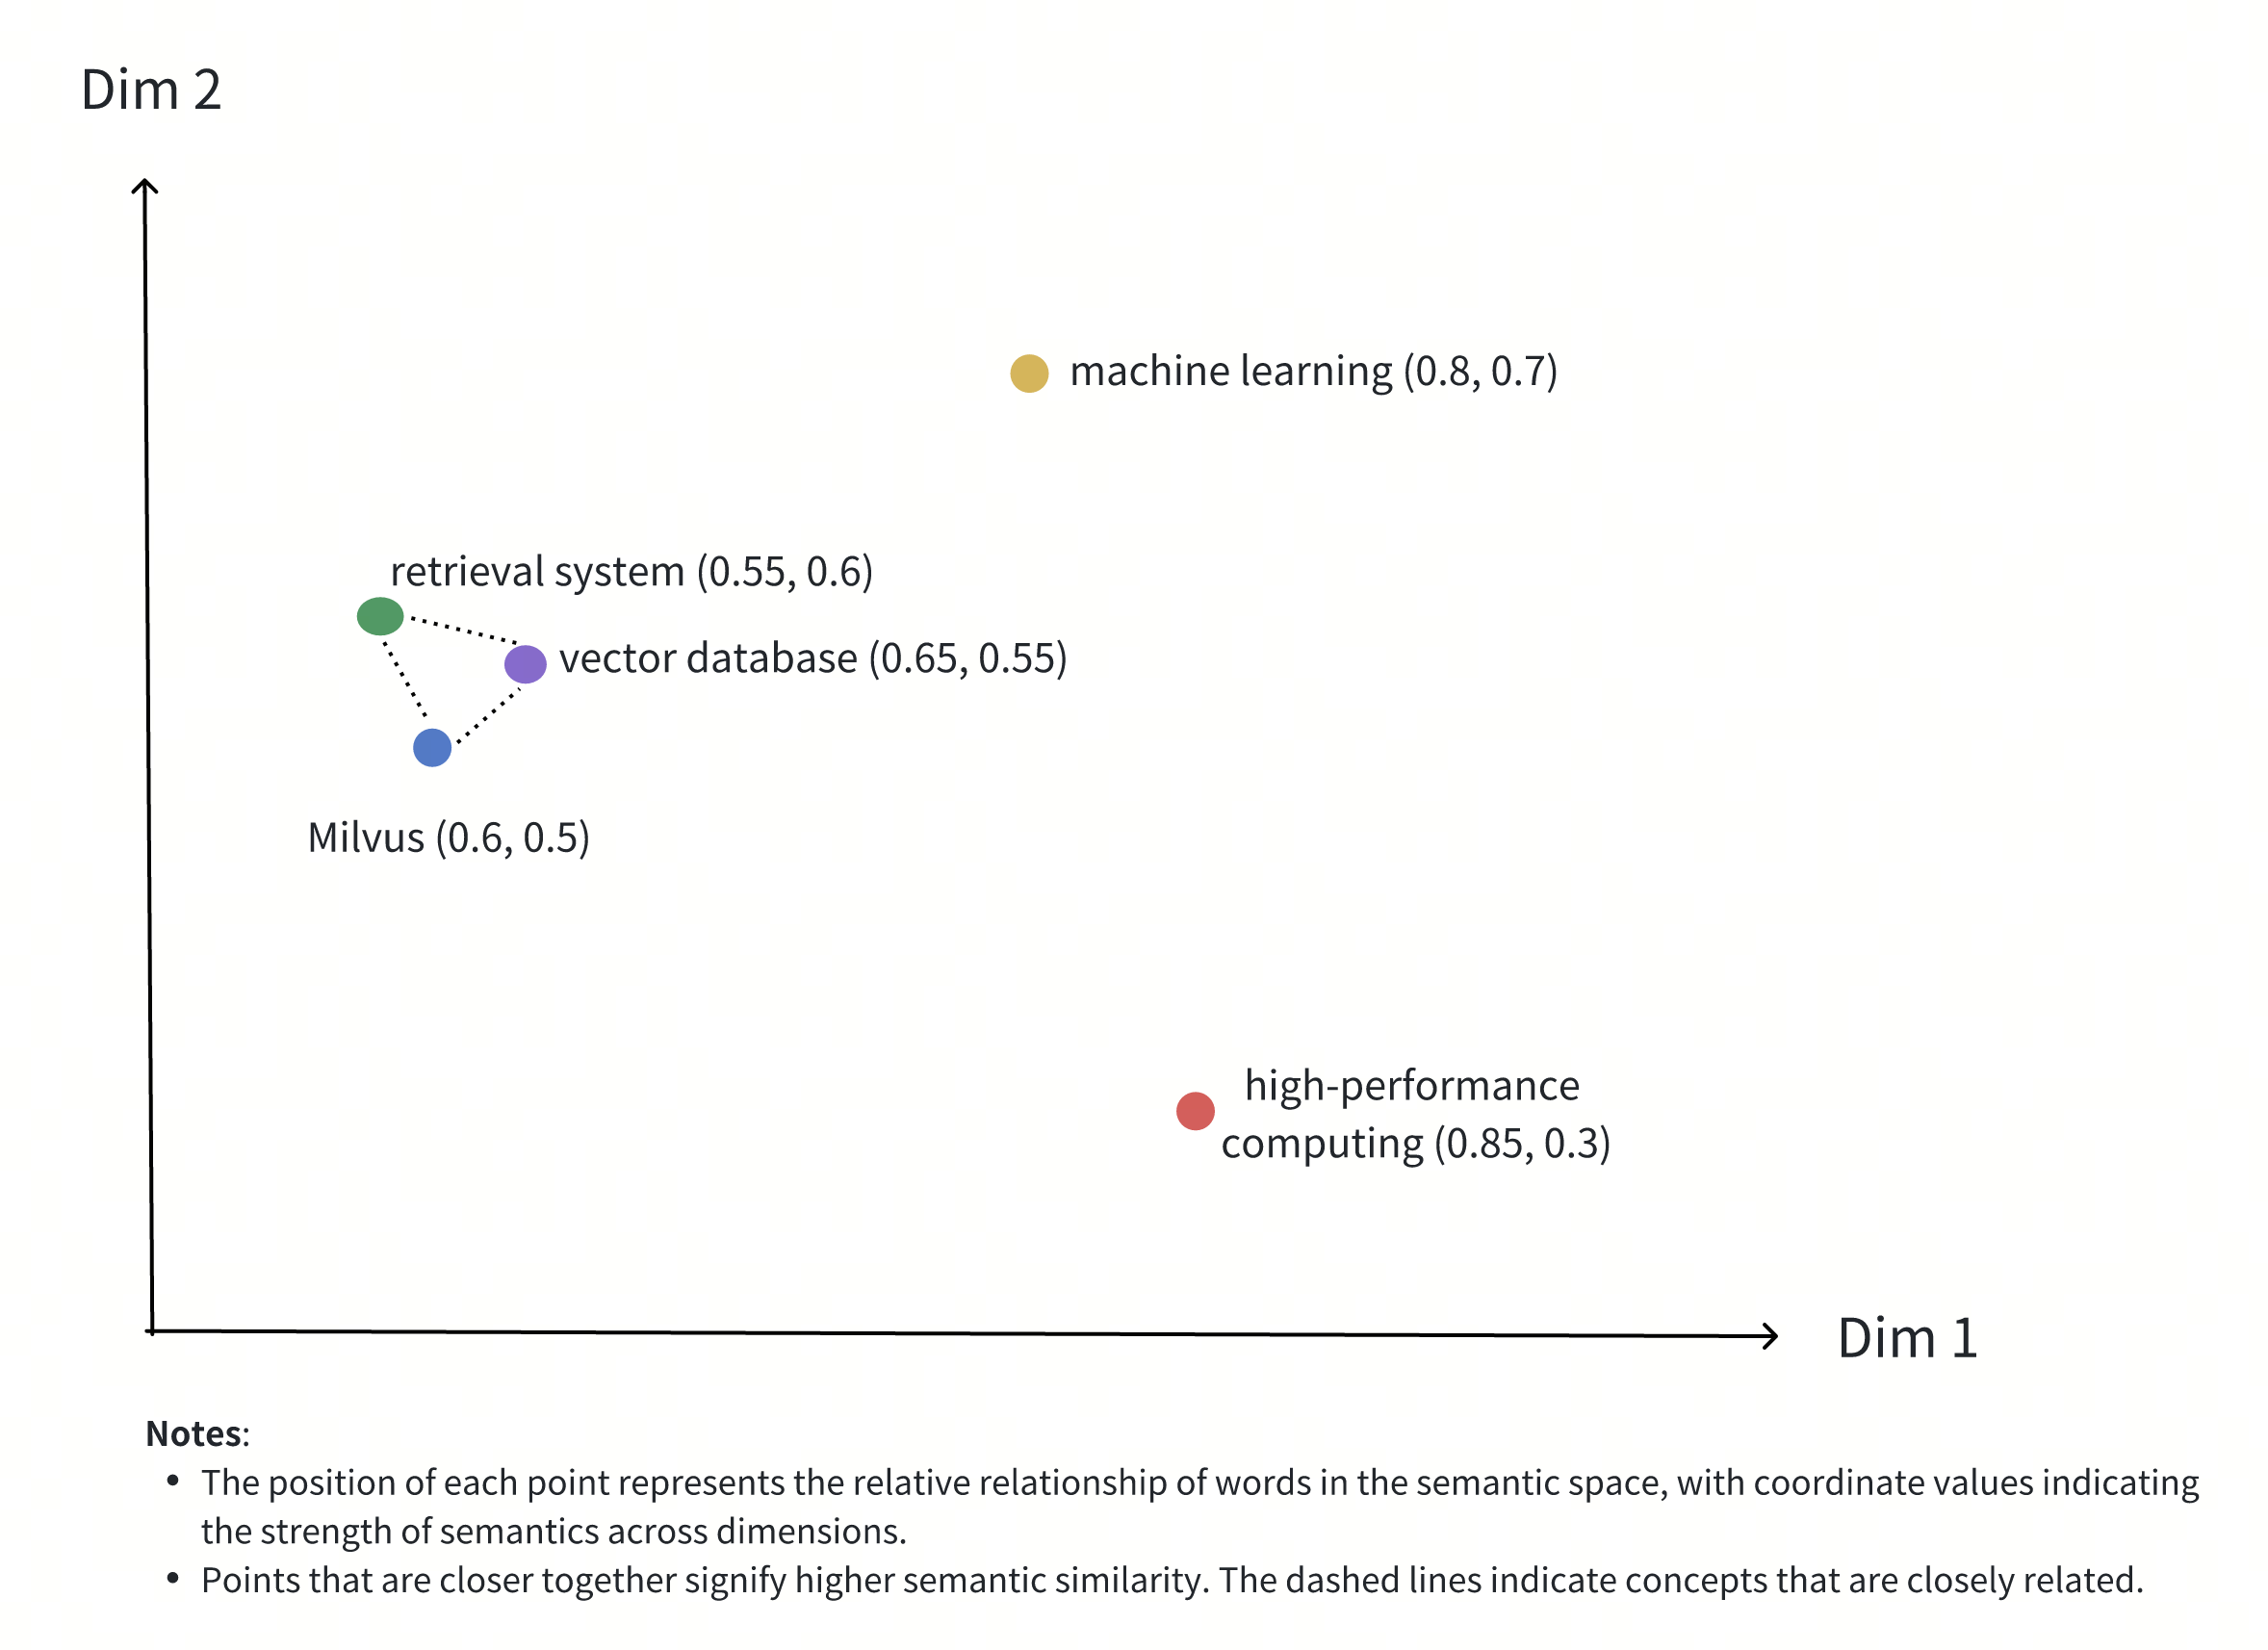 Dim 2
machine learning (0.8, 0.7)
retrieval system (0.55, 0.6)
vector database (0.65, 0.55)
Milvus (0.6, 0.5)
high-performance
computing (0.85, 0.3)
Dim 1
Notes:
• The position of each point represents the relative relationship of words in the semantic space, with coordinate values indicating
the strength of semantics across dimensions.
• Points that are closer together signify higher semantic similarity. The dashed lines indicate concepts that are closely related.